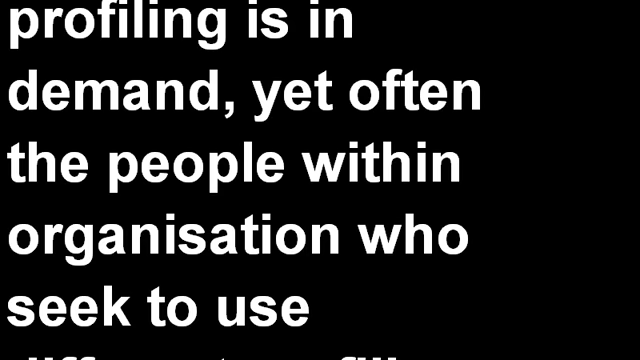 profiling is in
demand, yet often
the people within
organisation who
seek to use